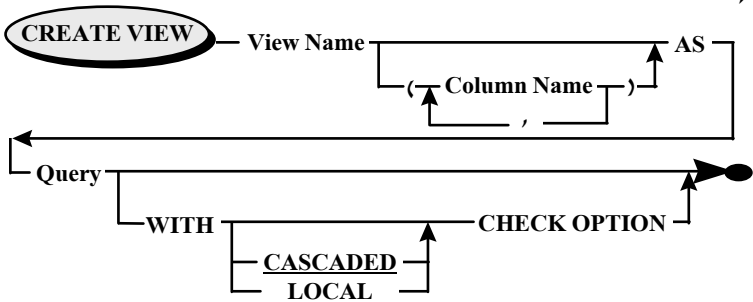 CREATE VIEW View Name AS
( Column Name )
,
Query
WITH CHECK OPTION
CASCADED
LOCAL